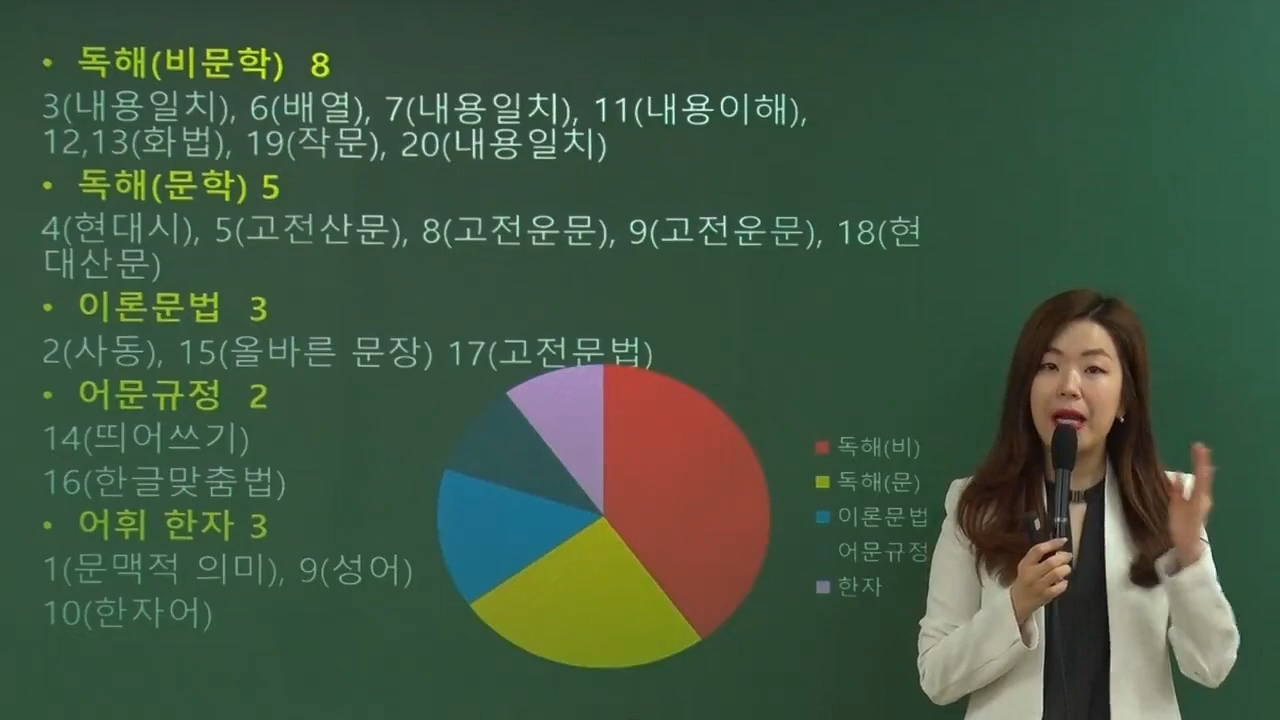 • 독해(비문학) 8
3(내용일치), 6(배열), 7(내용일치), 11(내용이해),
12,13(화법), 19(작문), 20(내용일치)
• 독해(문학) 5
4(현대시), 5(고전산문), 8(고전운문), 9(고전운문), 18(현
대산문)
• 이론문법 3
2(사동), 15(올바른 문장) 17(고전문법)
• 어문규정 2
14(띄어쓰기)
16(한글맞춤법)
• 어휘 한자 3
1(문맥적 의미), 9(성어)
10(한자어)
독해(비)
독해(문)
이론문법
어문규정
한자